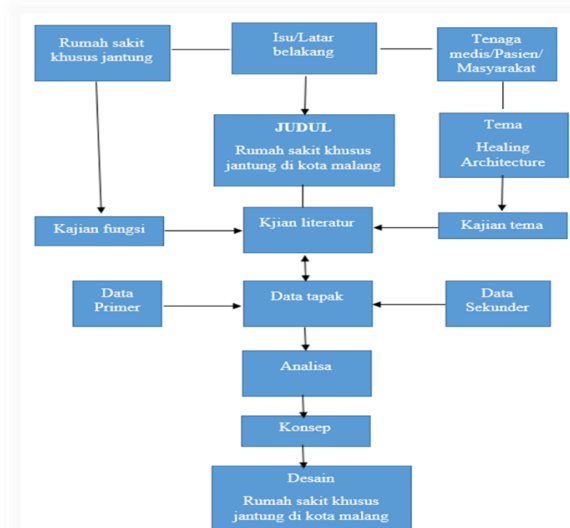 Rumah sakit
khusus jantung
Isu/Latar
belakang
Tenaga
medis/Pasien/
Masyarakat
JUDUL
Rumah sakit khusus
jantung di kota malang
Tema
Healing
Architecture
Kajian fungsi
Kjian literatur
Kajian tema
Data
Primer
Data tapak
Data
Sekunder
Analisa
Konsep
Desain
Rumah sakit khusus
jantung di kota malang